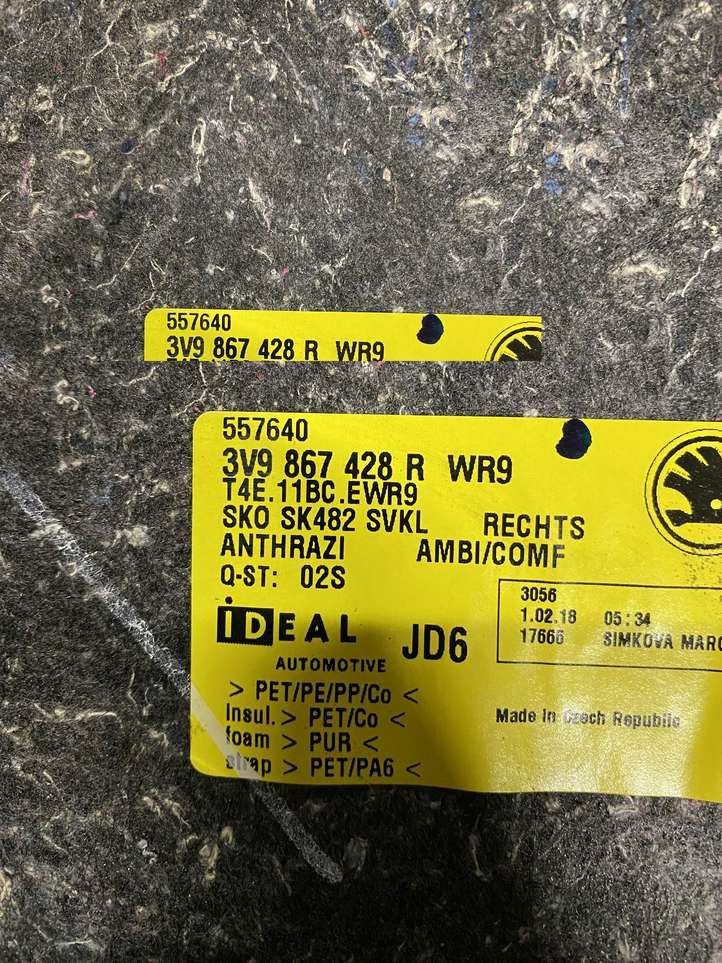 557640
3V9 867 428 R WR9
557640
3V9 867 428 R WR9
T4E.11BC.EWR9
SKO SK482 SVKL RECHTS
ANTHRAZI AMBI/COMF
Q-ST: 02S
3056
1.02.18 05:34
17666 SIMKOVA MARC
iDEAL JD6
AUTOMOTIVE
> PET/PE/PP/Co <
Insul. > PET/Co <
Made in Czech Republic
foam > PUR <
strap > PET/PA6 <